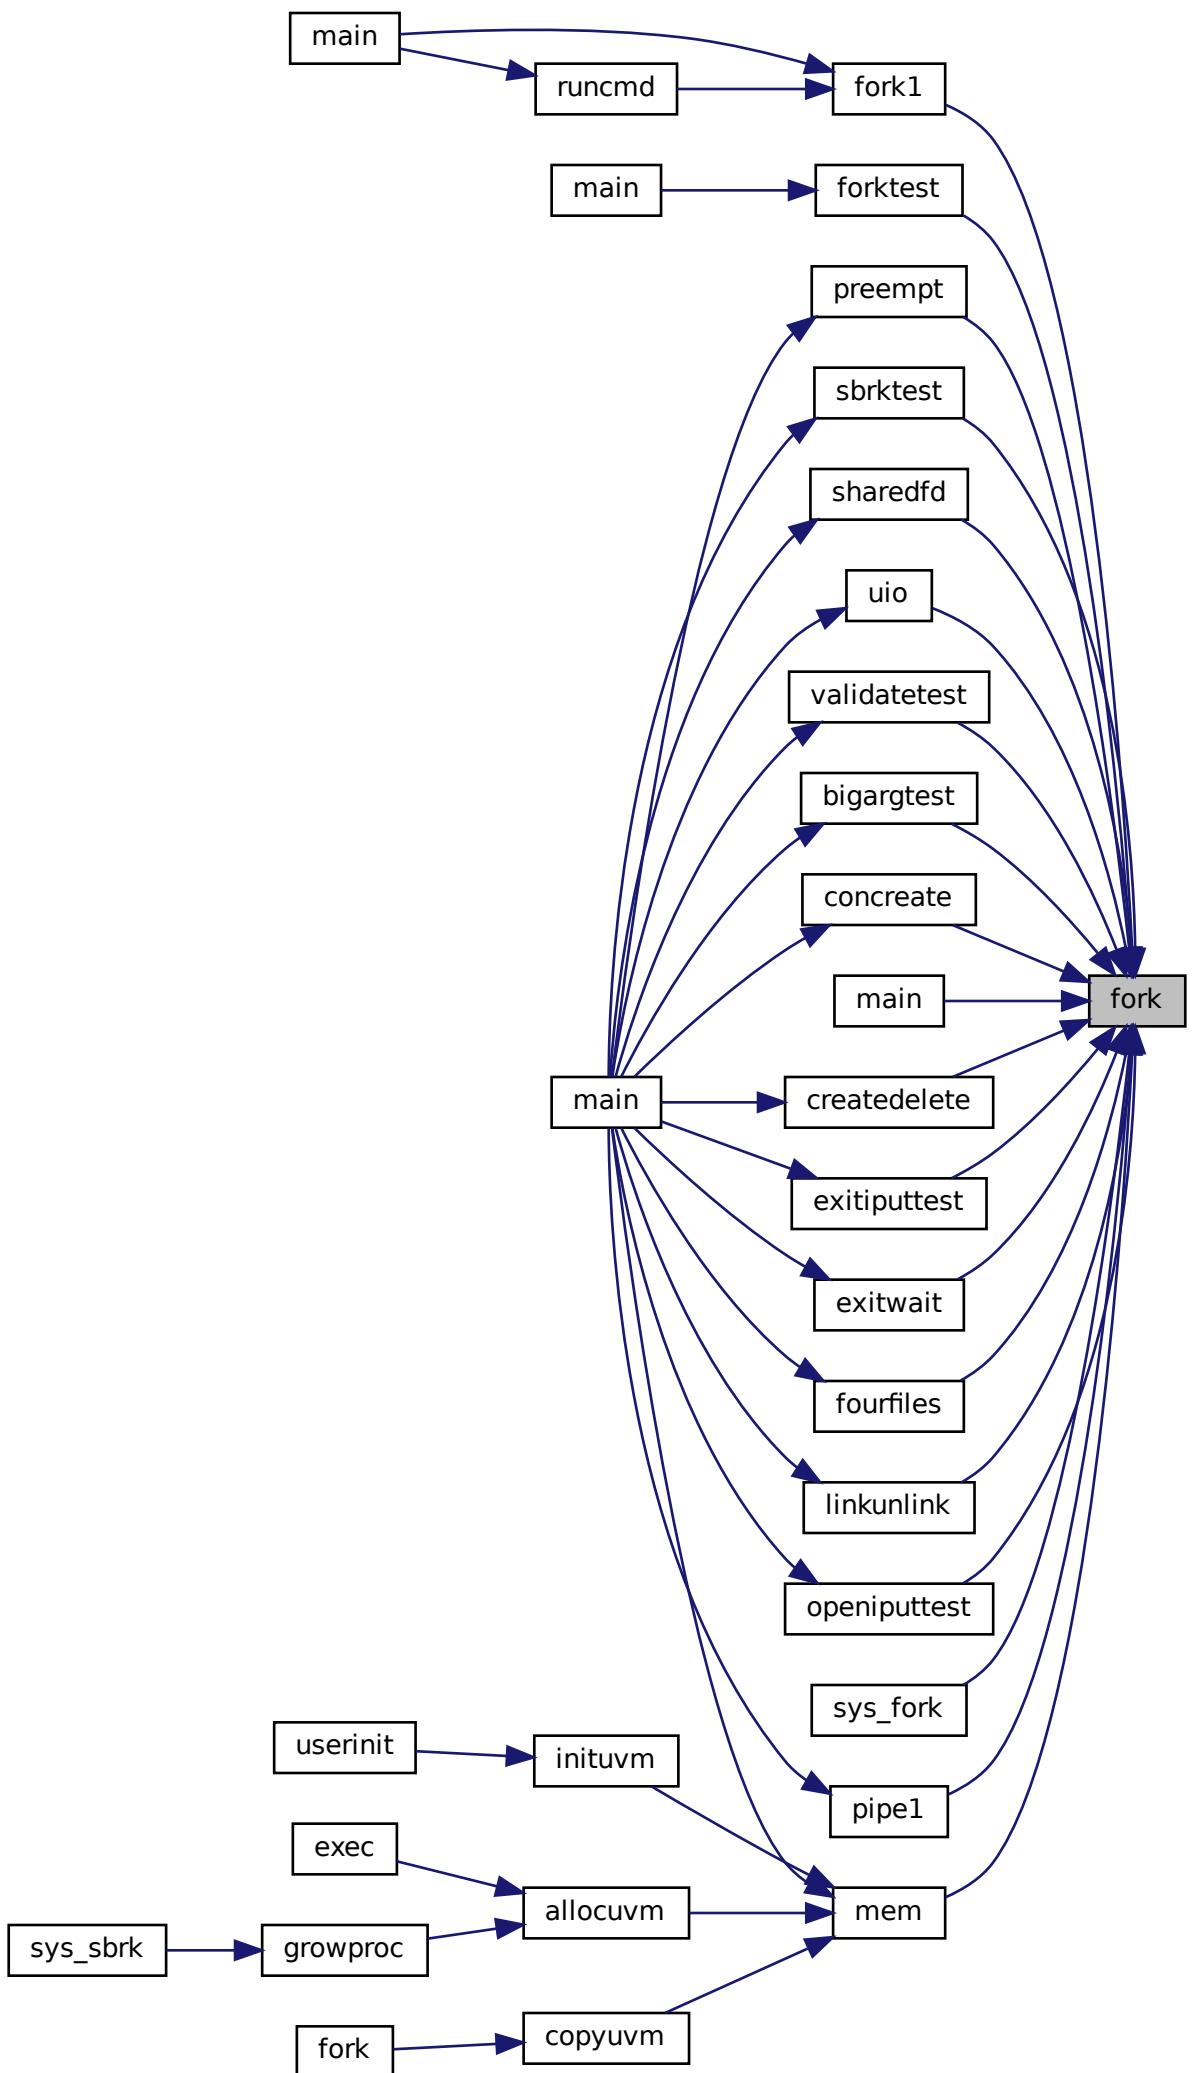 main
runcmd
fork1
main
forktest
preempt
sbrktest
sharedfd
uio
validatetest
bigargtest
concreate
main
fork
main
createdelete
exitiputtest
exitwait
fourfiles
linkunlink
openiputtest
sys_fork
userinit
inituvm
pipe1
exec
allocuvm
mem
sys_sbrk
growproc
copyuvm
fork